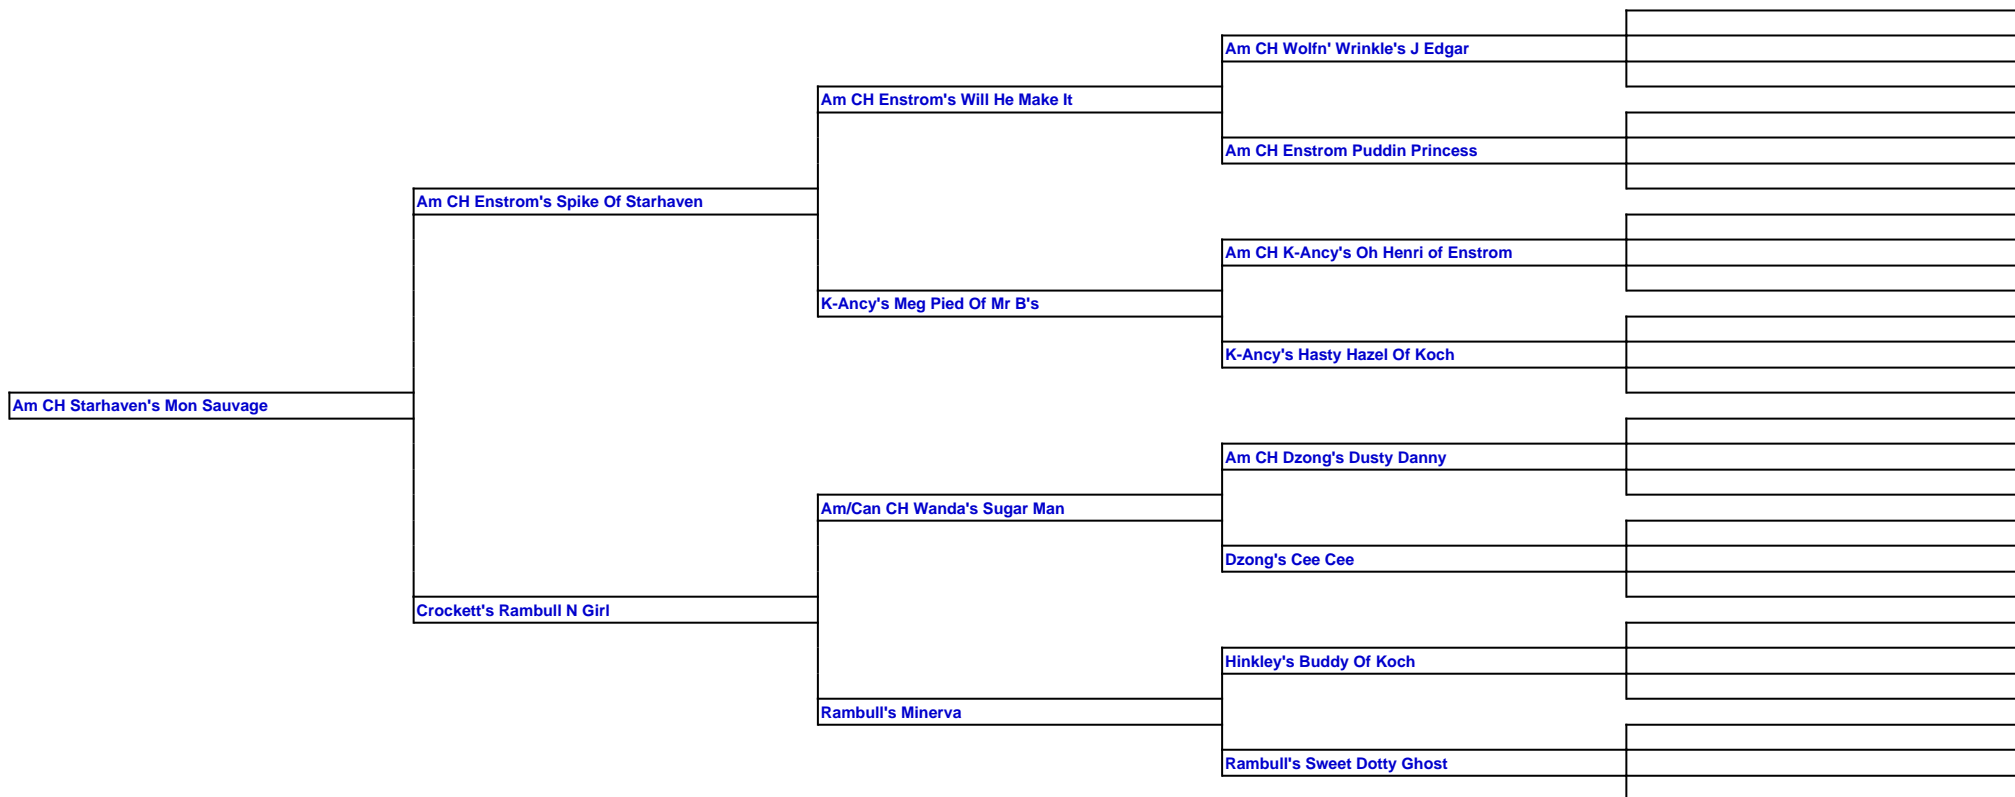 Am CH Wolfn' Wrinkle's J Edgar
Am CH Enstrom's Will He Make It
Am CH Enstrom Puddin Princess
Am CH Enstrom's Spike Of Starhaven
Am CH K-Ancy's Oh Henri of Enstrom
K-Ancy's Meg Pied Of Mr B's
K-Ancy's Hasty Hazel Of Koch
Am CH Starhaven's Mon Sauvage
Am CH Dzong's Dusty Danny
Am/Can CH Wanda's Sugar Man
Dzong's Cee Cee
Crockett's Rambull N Girl
Hinkley's Buddy Of Koch
Rambull's Minerva
Rambull's Sweet Dotty Ghost